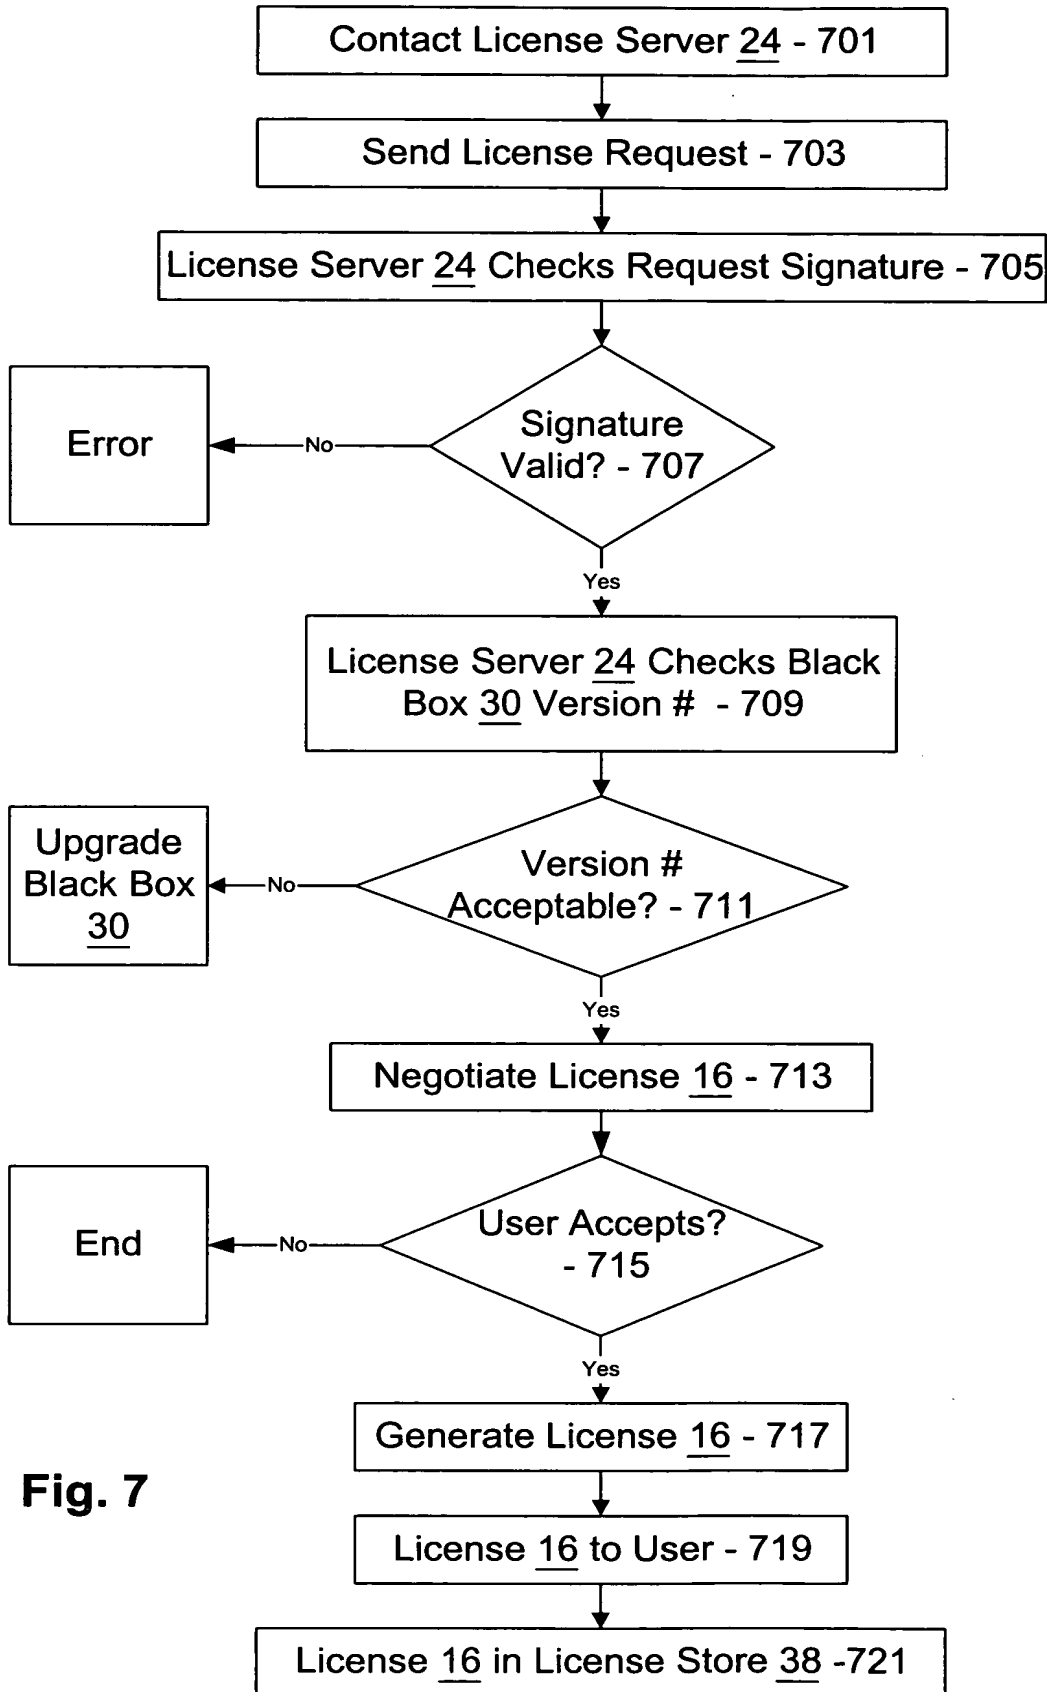 Contact License Server 24 - 701
Send License Request - 703
License Server 24 Checks Request Signature - 705
Signature
Valid? - 707
No
Error
Yes
License Server 24 Checks Black
Box 30 Version # - 709
Version #
Acceptable? - 711
No
Upgrade
Black Box
30
Yes
Negotiate License 16 - 713
User Accepts?
- 715
No
End
Yes
Generate License 16 - 717
License 16 to User - 719
License 16 in License Store 38 -721
Fig. 7